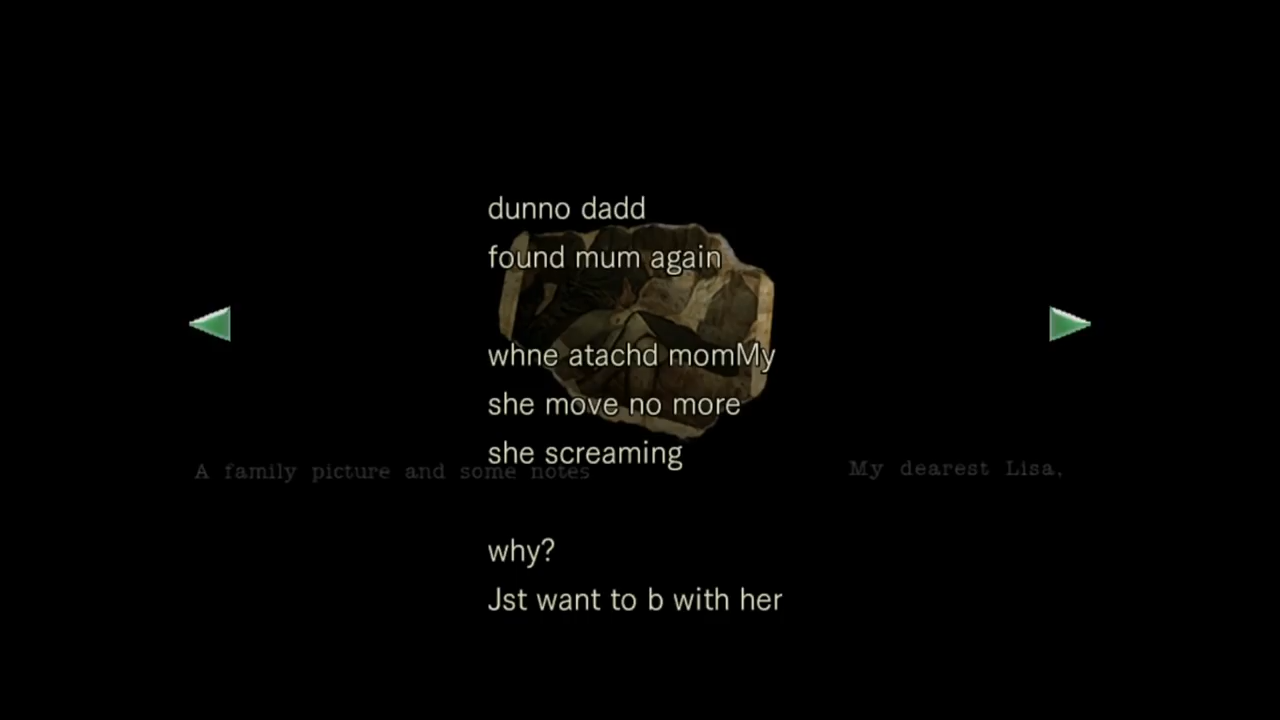 dunno dadd
found mum again
whne atachd momMy
she move no more
she screaming
A family picture and some notes
My dearest Lisa,
why?
Jst want to b with her